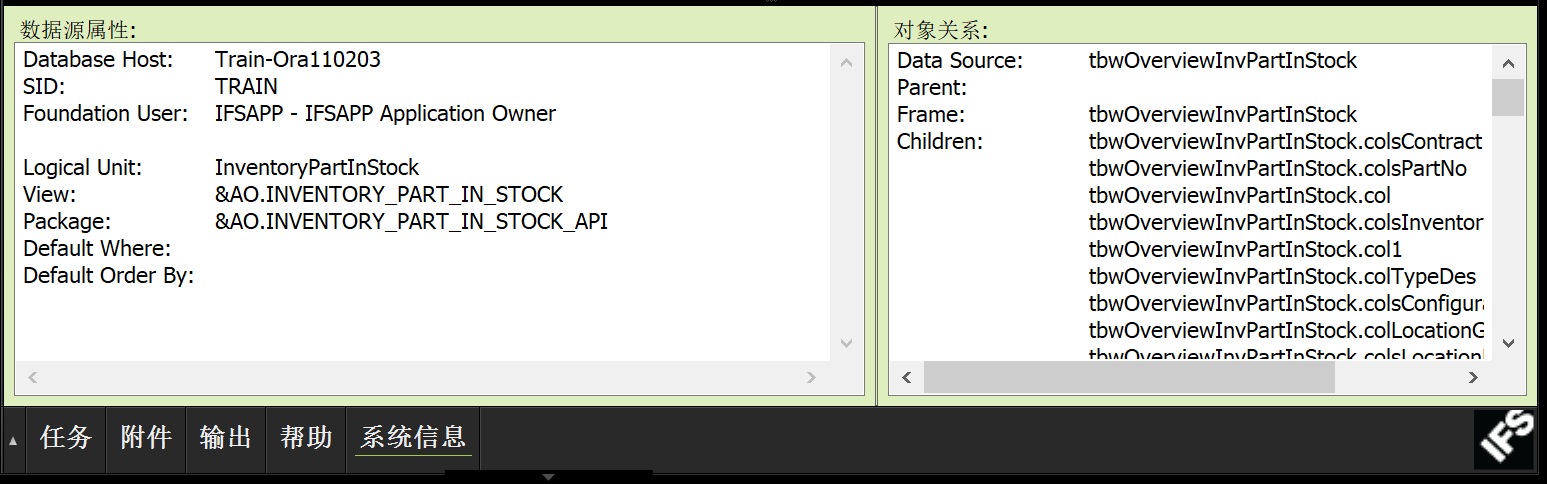 数据源属性:
Database Host: Train-Ora110203
SID: TRAIN
Foundation User: IFSAPP - IFSAPP Application Owner
Logical Unit: InventoryPartInStock
View: &AO.INVENTORY_PART_IN_STOCK
Package: &AO.INVENTORY_PART_IN_STOCK_API
Default Where:
Default Order By:
对象关系:
Data Source: tbwOverviewInvPartInStock
Parent:
Frame: tbwOverviewInvPartInStock
Children: tbwOverviewInvPartInStock.colsContract
tbwOverviewInvPartInStock.colsPartNo
tbwOverviewInvPartInStock.col
tbwOverviewInvPartInStock.colsInventor
tbwOverviewInvPartInStock.col1
tbwOverviewInvPartInStock.colTypeDes
tbwOverviewInvPartInStock.colsConfigura
tbwOverviewInvPartInStock.colLocationG
tbwOverviewInvPartInStock.colsLocation
任务 附件 输出 帮助 系统信息
IFS